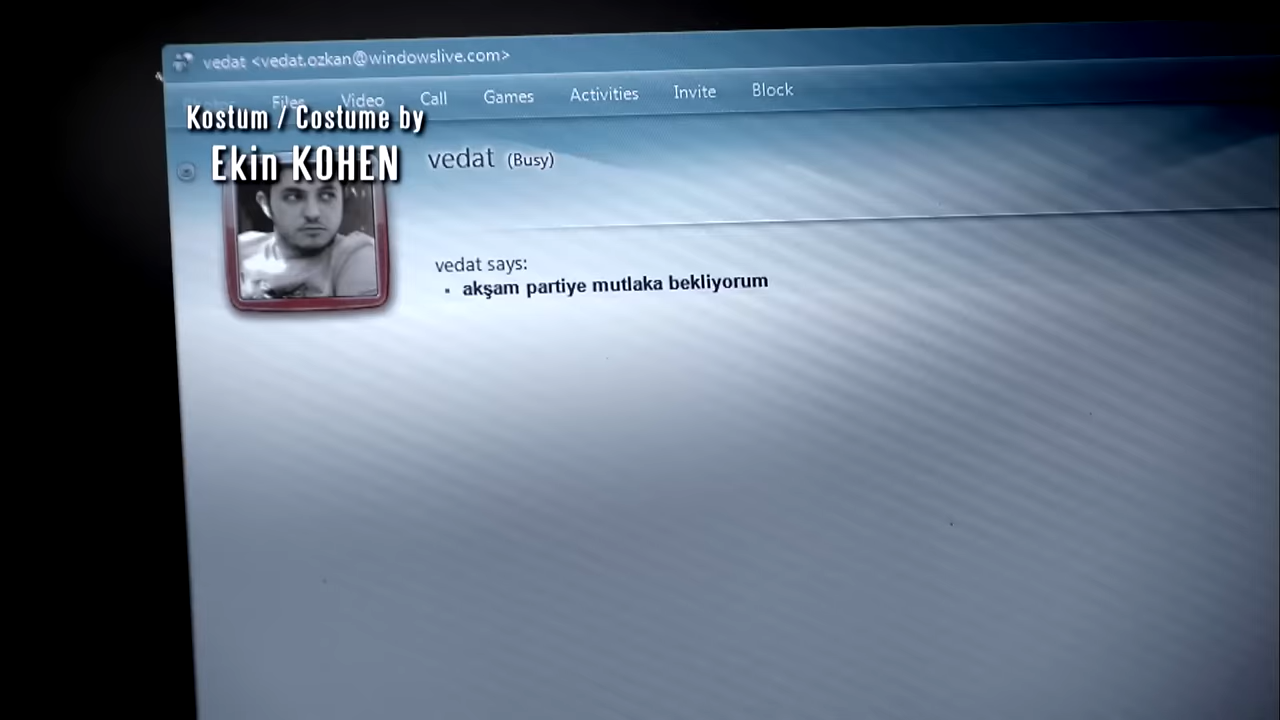 vedat <vedat.ozkan@windowslive.com>
Files Video Call Games Activities Invite Block
Kostüm / Costume by
Ekin KOHEN
vedat (Busy)
vedat says:
akşam partiye mutlaka bekliyorum